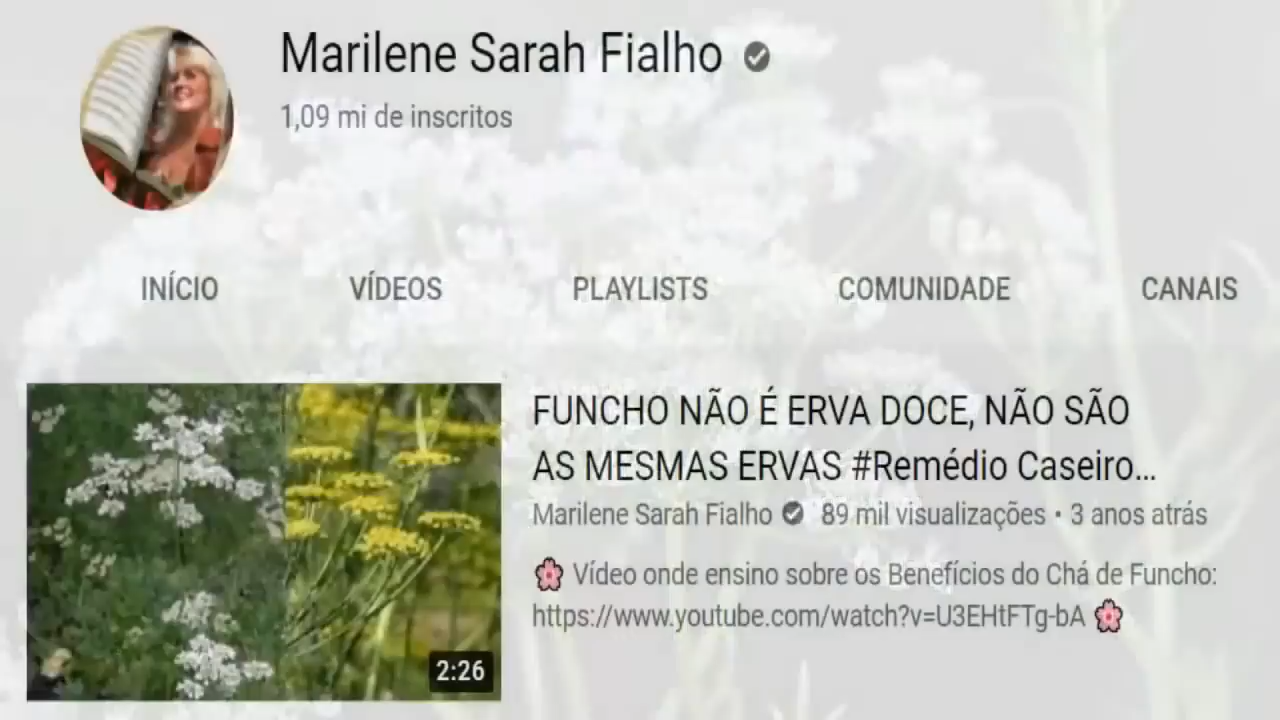 Marilene Sarah Fialho
1,09 mi de inscritos
INÍCIO VÍDEOS PLAYLISTS COMUNIDADE CANAIS
FUNCHO NÃO É ERVA DOCE, NÃO SÃO
AS MESMAS ERVAS #Remédio Caseiro...
Marilene Sarah Fialho 89 mil visualizações • 3 anos atrás
🌸 Vídeo onde ensino sobre os Benefícios do Chá de Funcho:
https://www.youtube.com/watch?v=U3EHtFTg-bA 🌸
2:26